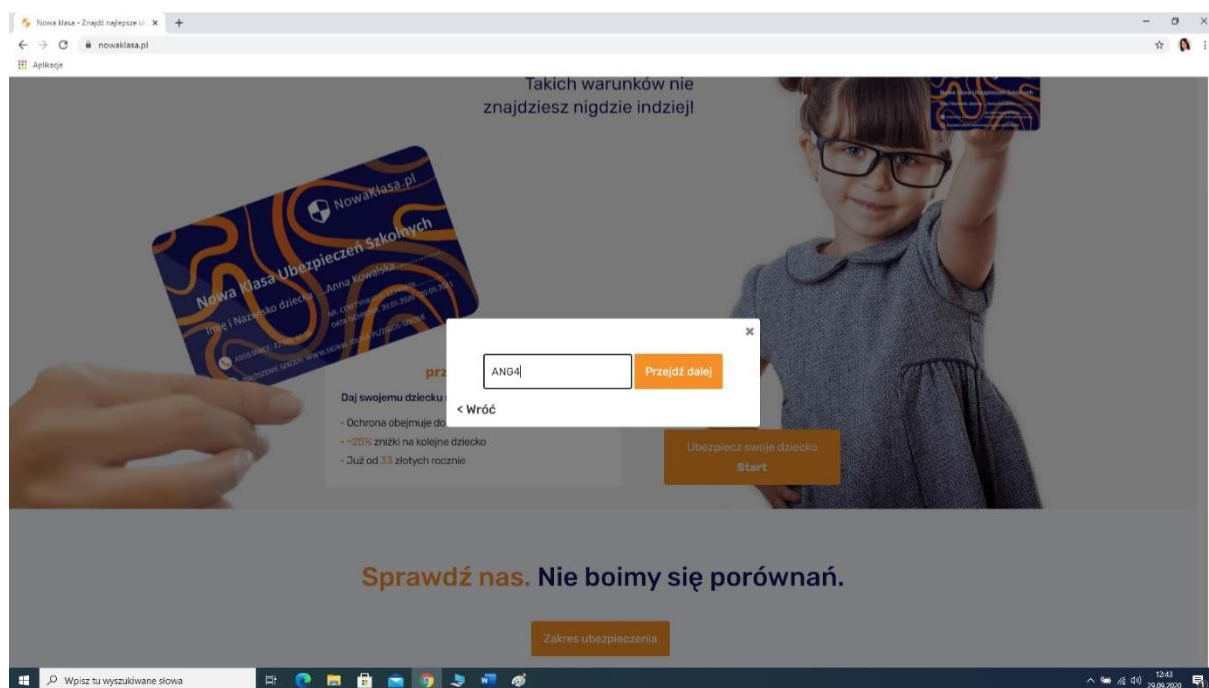 Nowa klasa - Znajdź najlepsze u
nowaklasa.pl
Aplikacje
Takich warunków nie
znajdziesz nigdzie indziej!
NowaKlasa.pl
Nowa Klasa Ubezpieczeń Szkolnych
Imię i Nazwisko dziecka ...Anna Kowalska
ANG4
Przejdź dalej
< Wróć
prz
Daj swojemu dziecku
- Ochrona obejmuje do
- ~25% zniżki na kolejne dziecko
- Już od 33 złotych rocznie
Ubezpiecz swoje dziecko
Start
Sprawdź nas. Nie boimy się porównań.
Zakres ubezpieczenia
Wpisz tu wyszukiwane słowa
12:43
29.09.2020